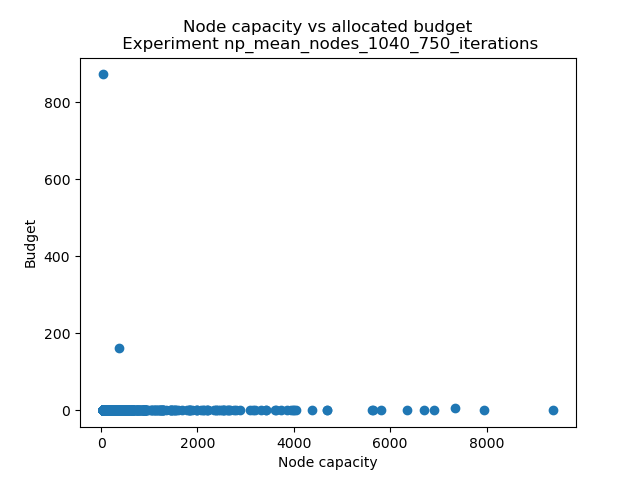 Node capacity vs allocated budget
Experiment np_mean_nodes_1040_750_iterations
800
600
400
200
0
Budget
0 2000 4000 6000 8000
Node capacity